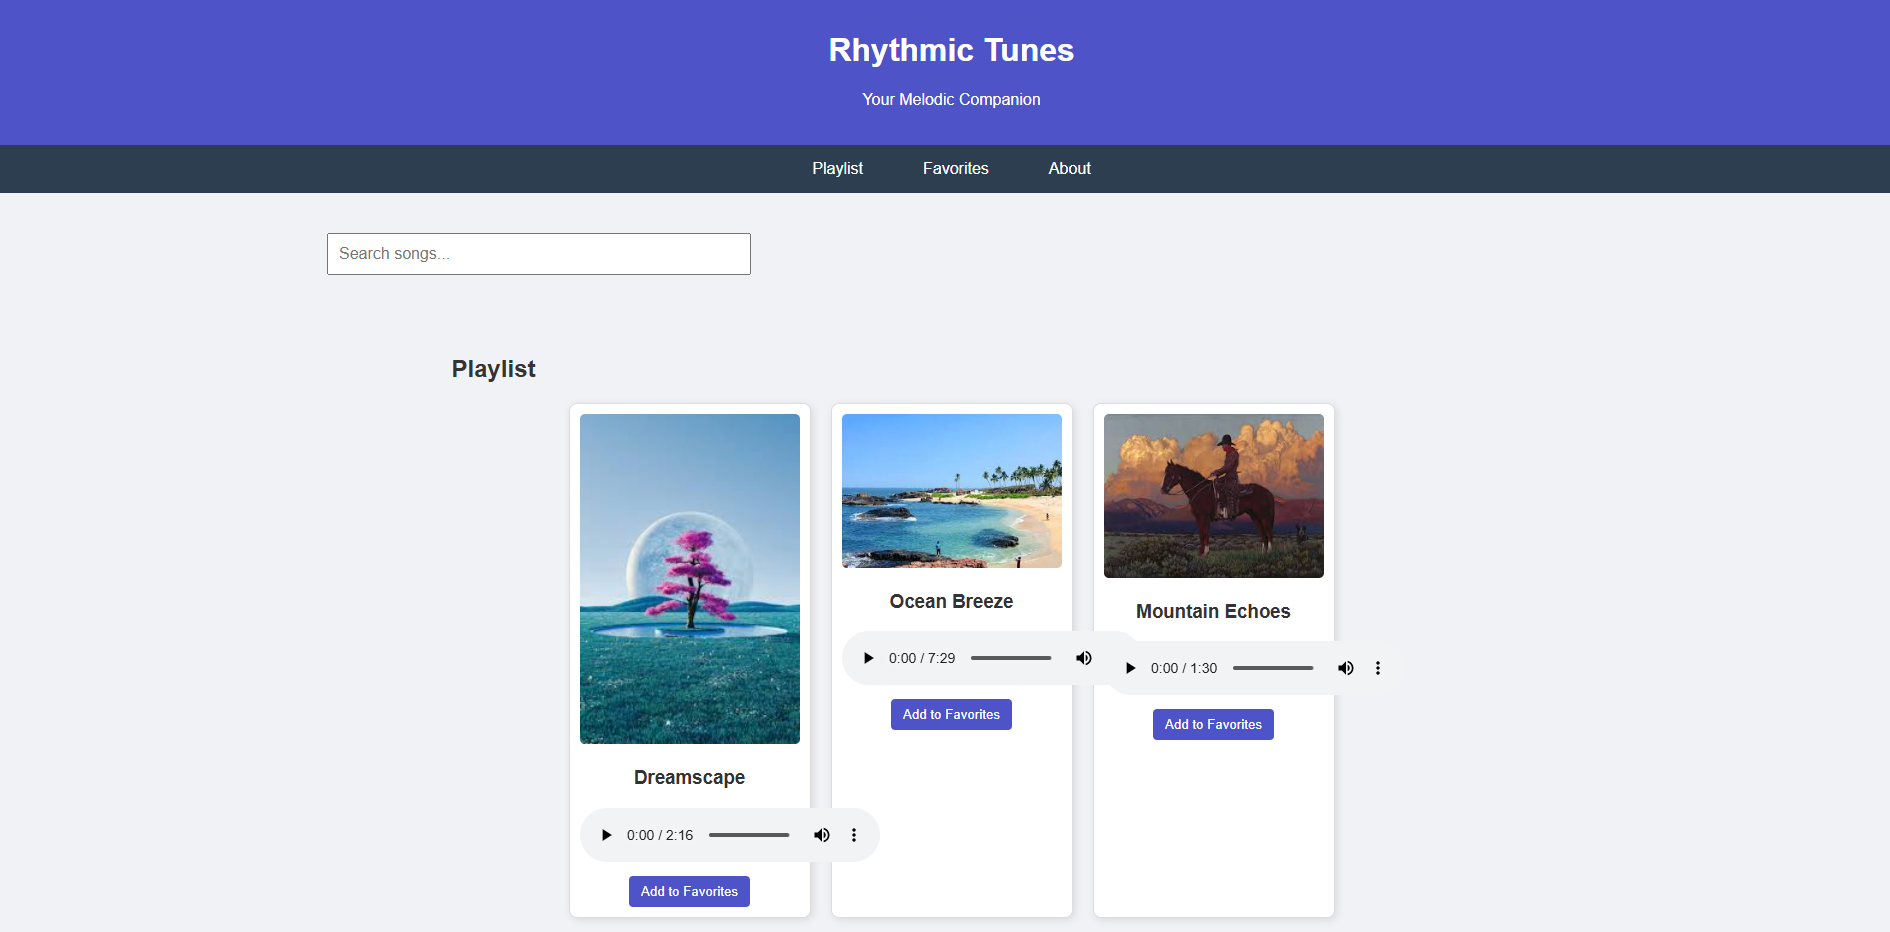 Rhythmic Tunes
Your Melodic Companion
Playlist Favorites About
Search songs...
Playlist
Dreamscape
0:00 / 2:16
Add to Favorites
Ocean Breeze
0:00 / 7:29
Add to Favorites
Mountain Echoes
0:00 / 1:30
Add to Favorites